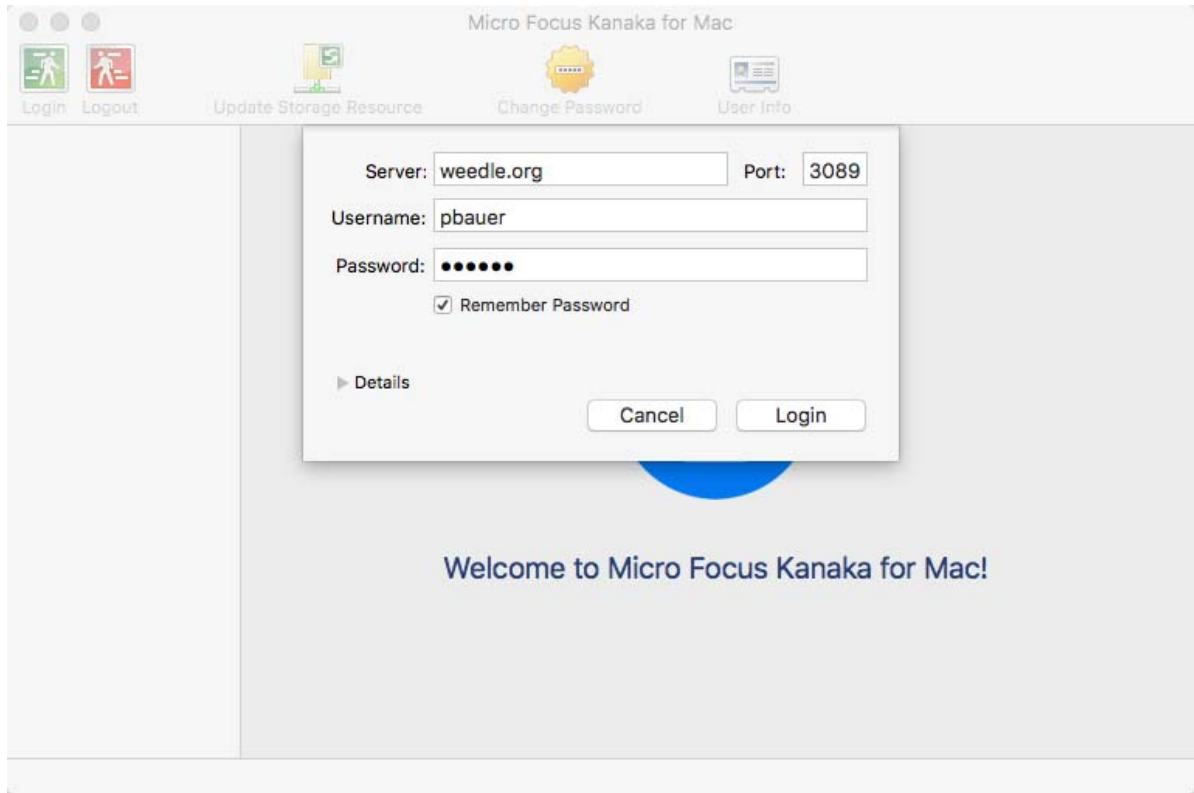 Micro Focus Kanaka for Mac
Login Logout Update Storage Resource Change Password User Info
Server: weedle.org Port: 3089
Username: pbauer
Password: ●●●●●●
Remember Password
Details
Cancel Login
Welcome to Micro Focus Kanaka for Mac!